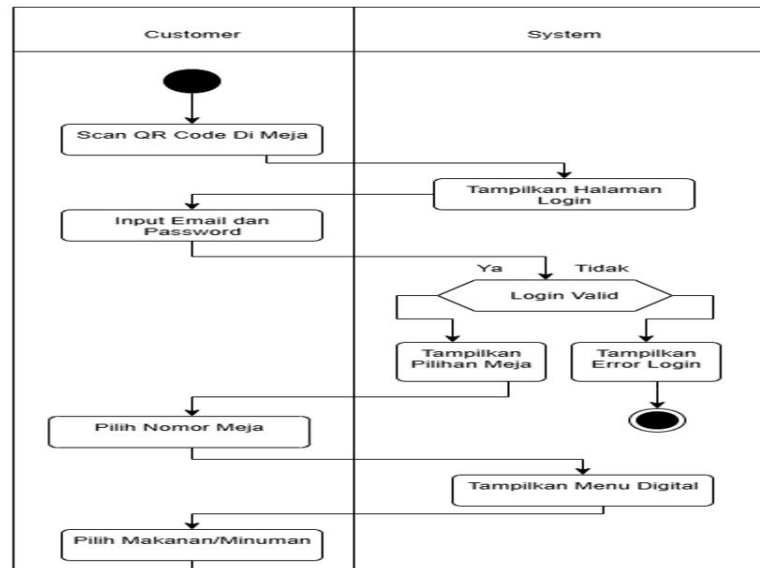 Customer
System
Scan QR Code Di Meja
Tampilkan Halaman
Login
Input Email dan
Password
Ya
Tidak
Login Valid
Tampilkan
Pilihan Meja
Tampilkan
Error Login
Pilih Nomor Meja
Tampilkan Menu Digital
Pilih Makanan/Minuman